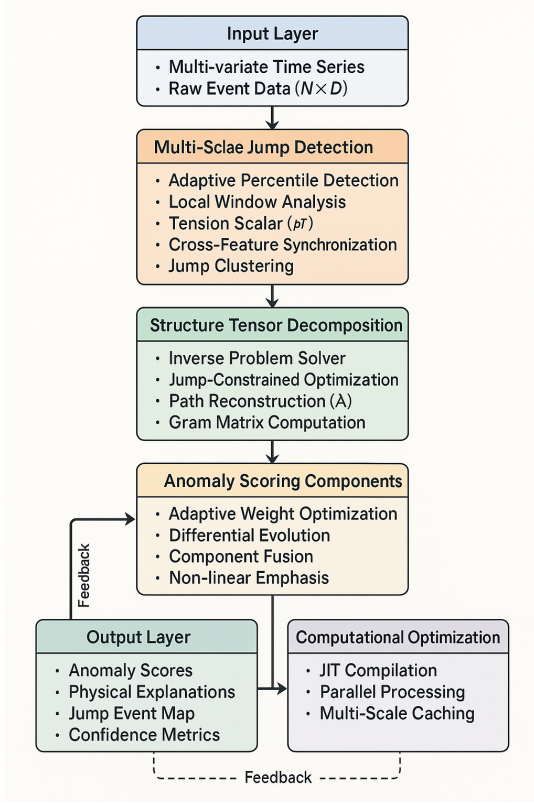 Input Layer
• Multi-variate Time Series
• Raw Event Data (N×D)
Multi-Sclae Jump Detection
• Adaptive Percentile Detection
• Local Window Analysis
• Tension Scalar (ρT)
• Cross-Feature Synchronization
• Jump Clustering
Structure Tensor Decomposition
• Inverse Problem Solver
• Jump-Constrained Optimization
• Path Reconstruction (Λ)
• Gram Matrix Computation
Anomaly Scoring Components
• Adaptive Weight Optimization
• Differential Evolution
• Component Fusion
• Non-linear Emphasis
Feedback
Output Layer
• Anomaly Scores
• Physical Explanations
• Jump Event Map
• Confidence Metrics
Computational Optimization
• JIT Compilation
• Parallel Processing
• Multi-Scale Caching
Feedback